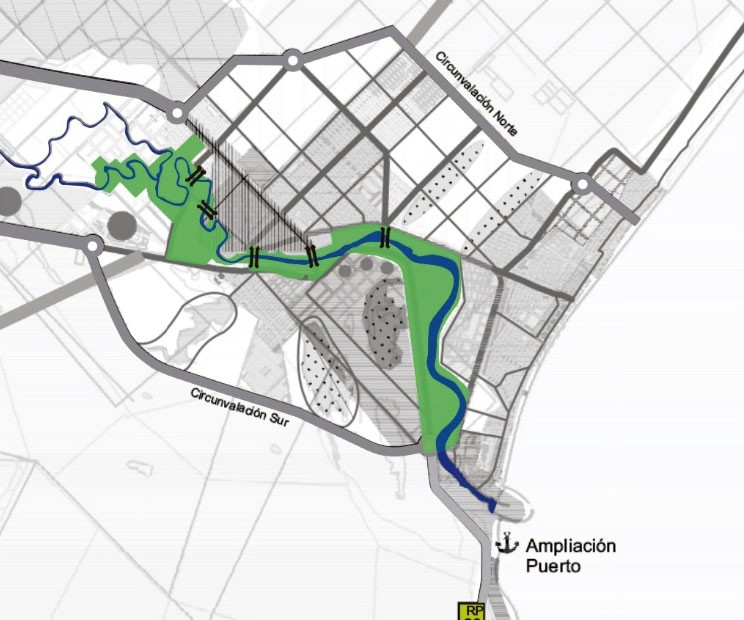 Circunvalación Norte
Circunvalación Sur
Ampliación
Puerto
RP